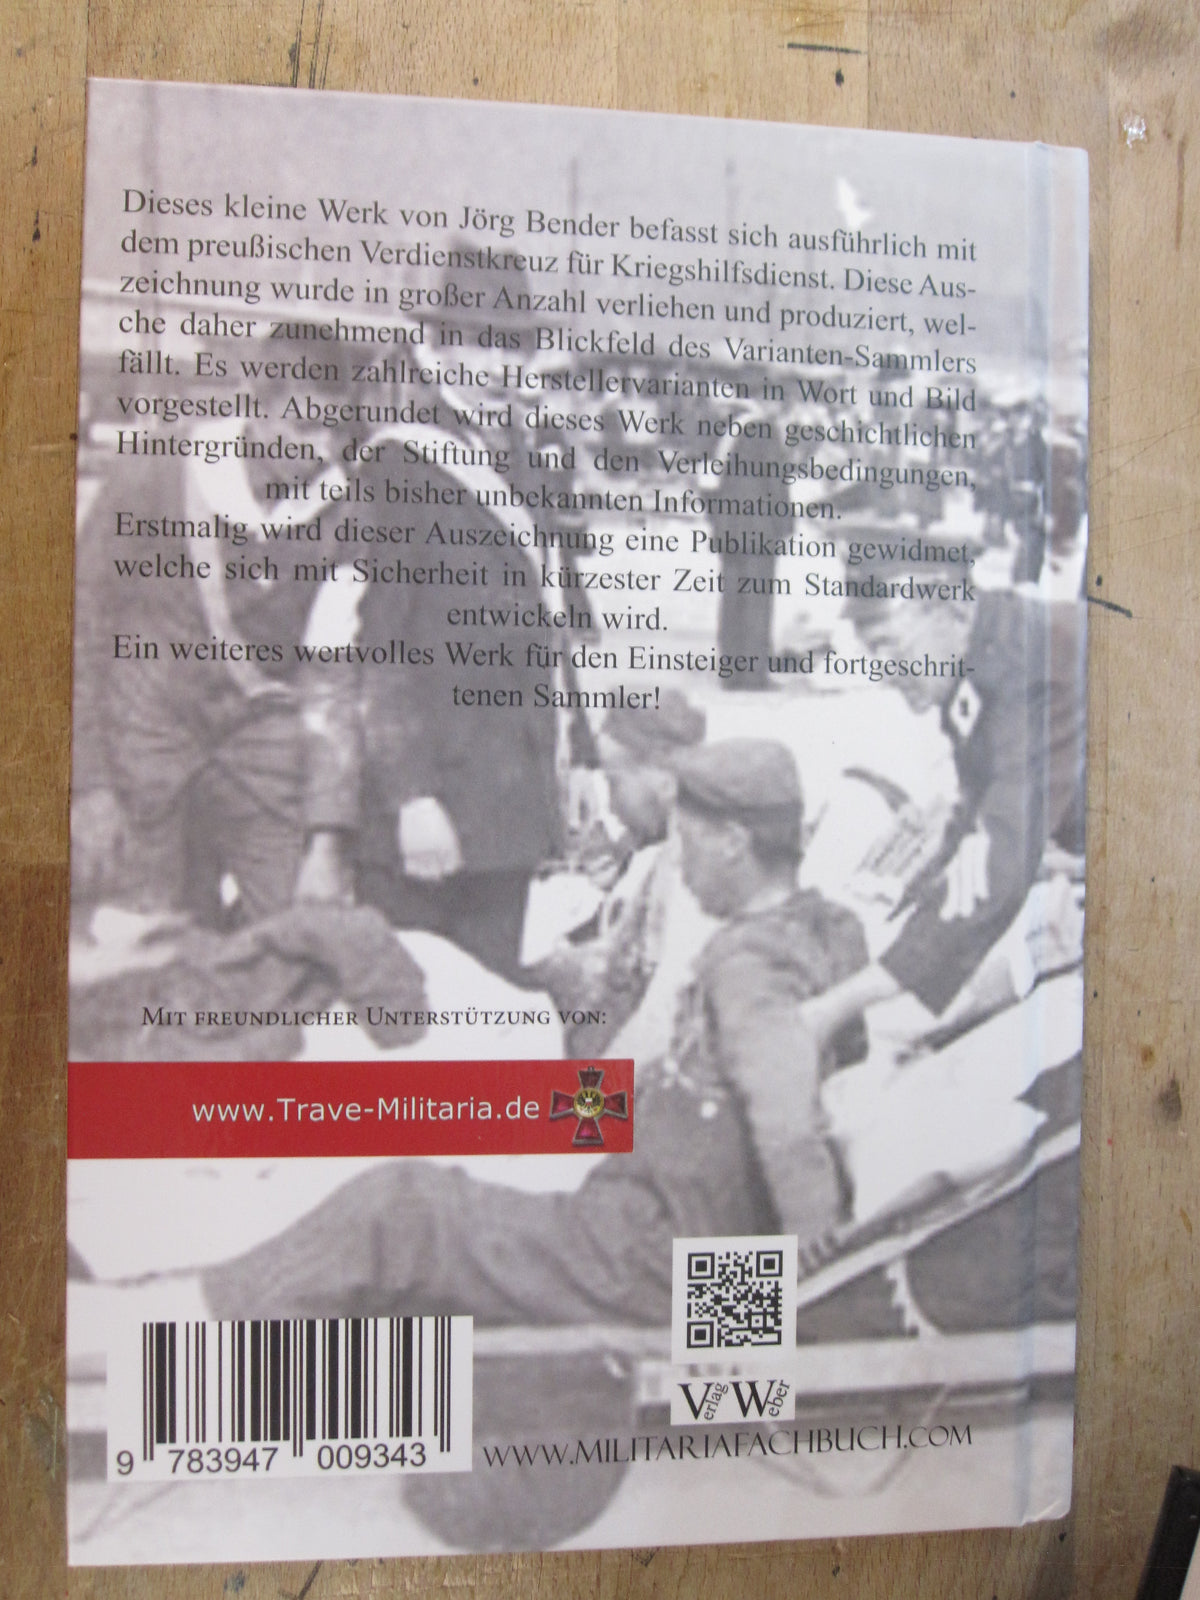 Dieses kleine Werk von Jörg Bender befasst sich ausführlich mit
dem preußischen Verdienstkreuz für Kriegshilfsdienst. Diese Aus-
zeichnung wurde in großer Anzahl verliehen und produziert, wel-
che daher zunehmend in das Blickfeld des Varianten-Sammlers
fällt. Es werden zahlreiche Herstellervarianten in Wort und Bild
vorgestellt. Abgerundet wird dieses Werk neben geschichtlichen
Hintergründen, der Stiftung und den Verleihungsbedingungen,
mit teils bisher unbekannten Informationen.
Erstmalig wird dieser Auszeichnung eine Publikation gewidmet,
welche sich mit Sicherheit in kürzester Zeit zum Standardwerk
entwickeln wird.
Ein weiteres wertvolles Werk für den Einsteiger und fortgeschrit-
tenen Sammler!
Mit freundlicher Unterstützung von:
www.Trave-Militaria.de
Verlag Weber
www.militariafachbuch.com
9 783947 009343